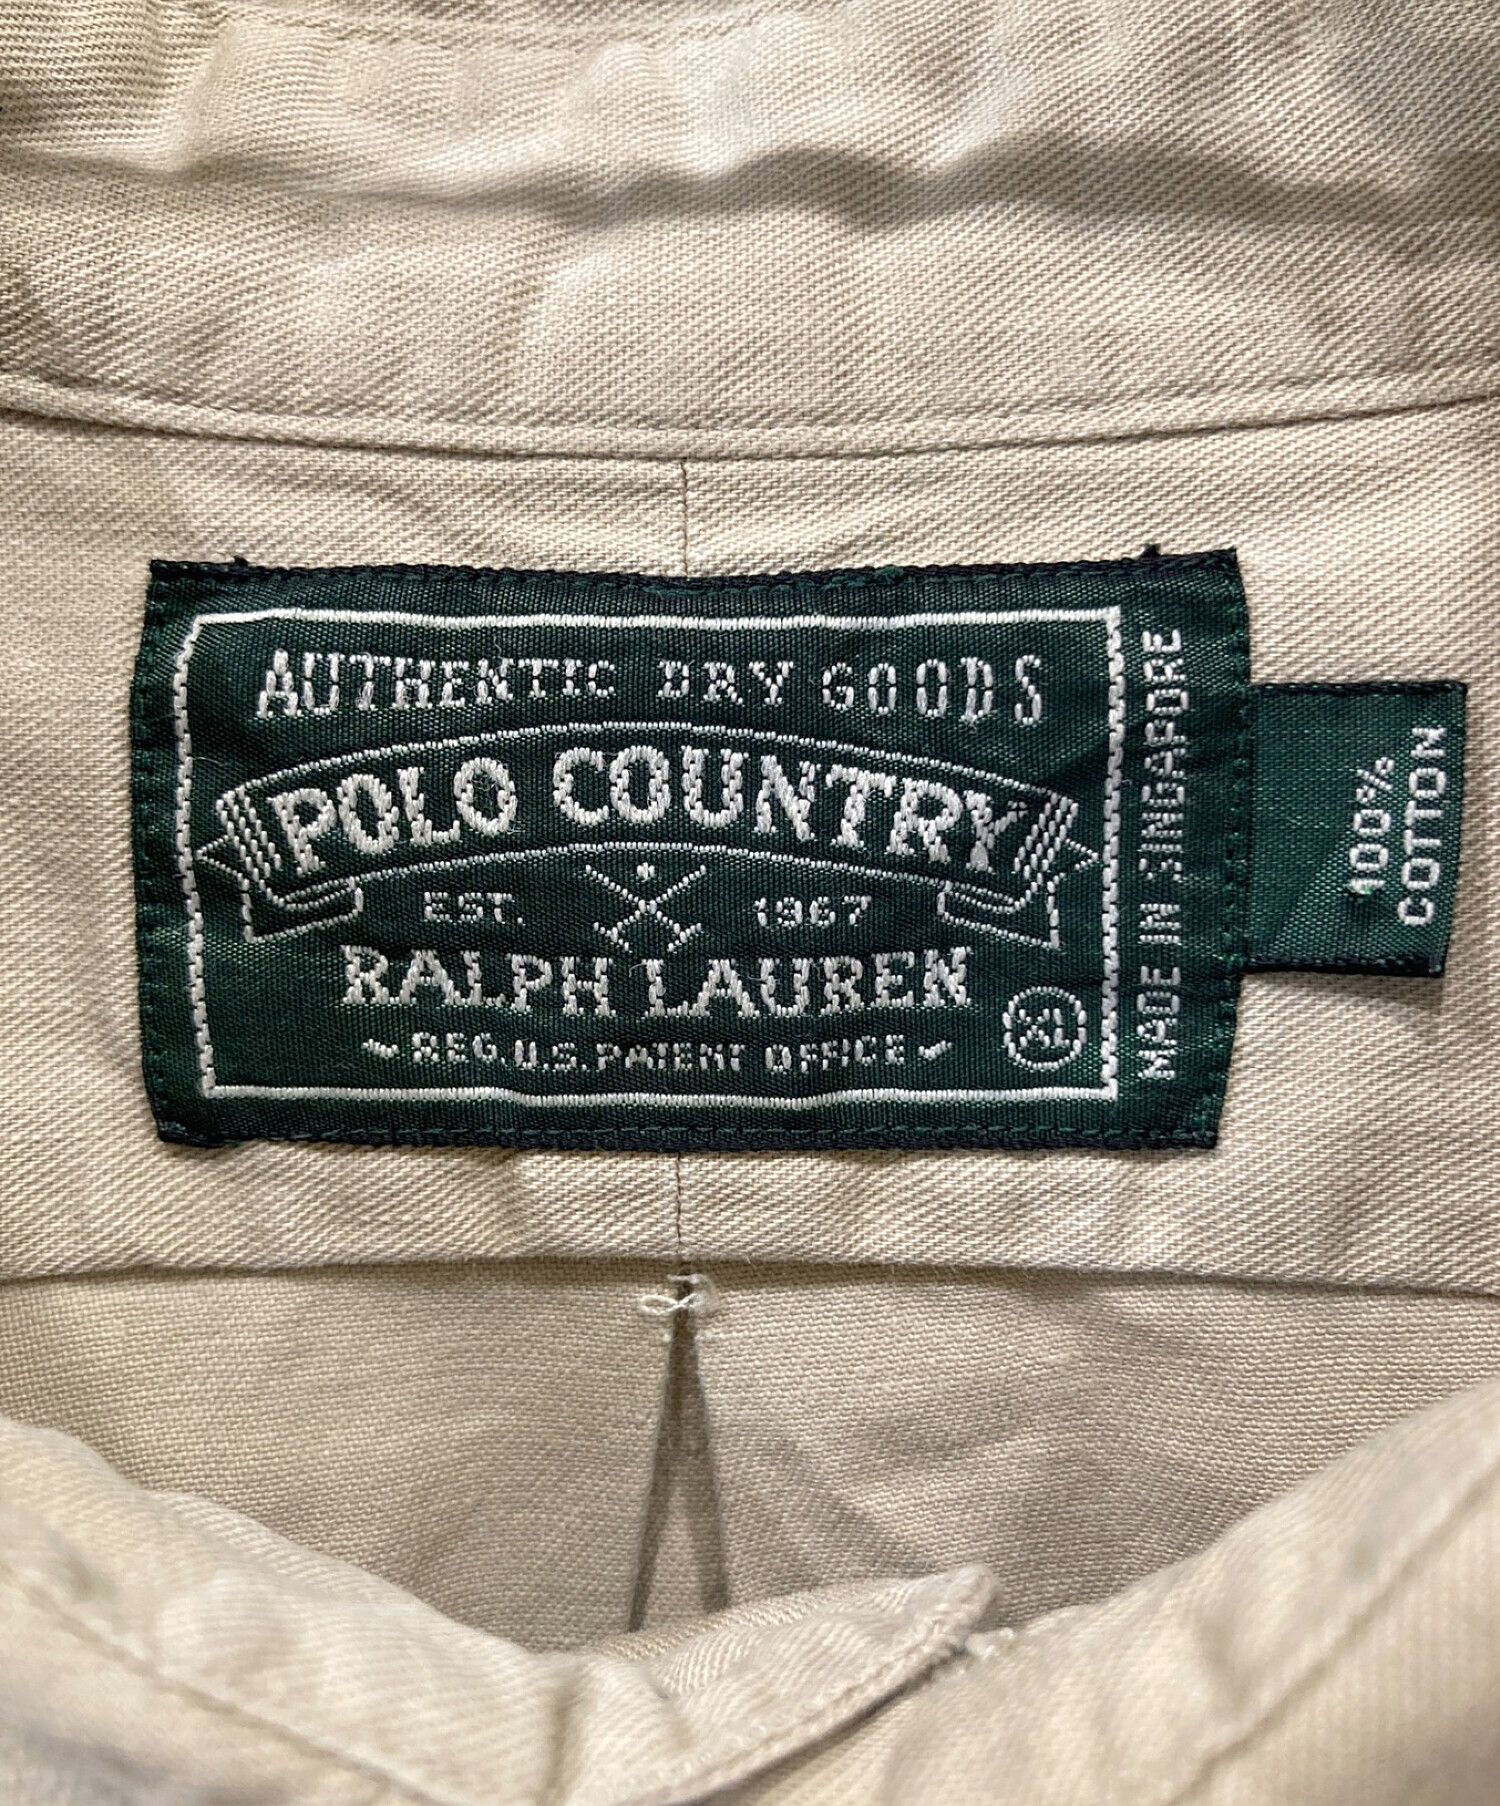 AUTHENTIC DRY GOODS
POLO COUNTRY
EST. 1967
RALPH LAUREN
REG. U.S. PATENT OFFICE
XL
MADE IN SINGAPORE
100%
COTTON